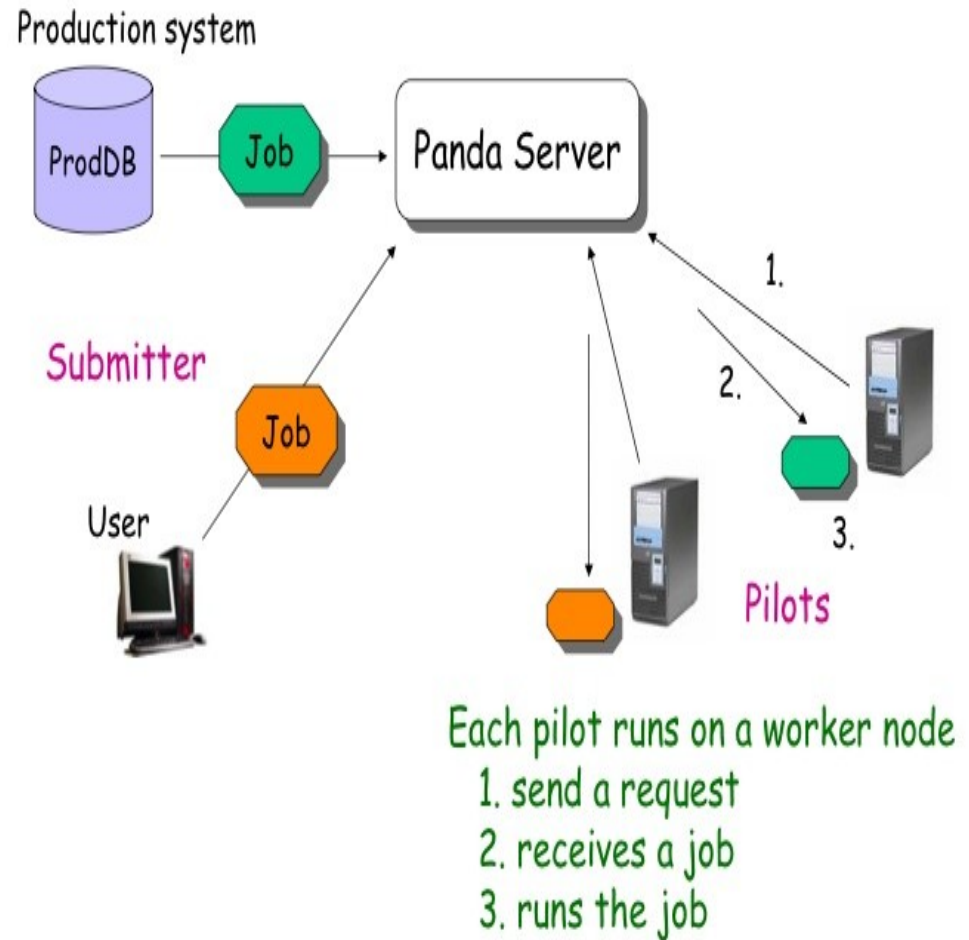 Production system
ProdDB
Job
Panda Server
1.
Submitter
2.
Job
User
3.
Pilots
Each pilot runs on a worker node
1. send a request
2. receives a job
3. runs the job